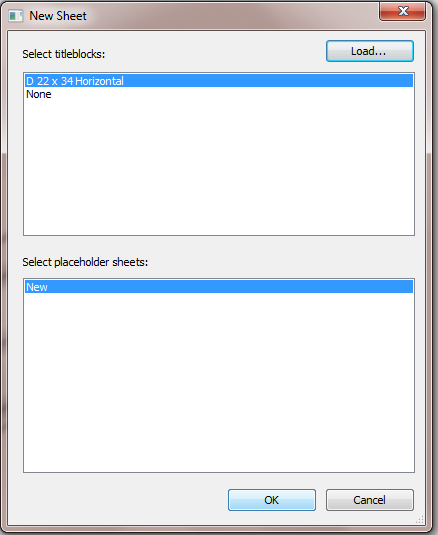 New Sheet
Select titleblocks:
Load...
D 22 x 34 Horizontal
None
Select placeholder sheets:
New
OK
Cancel